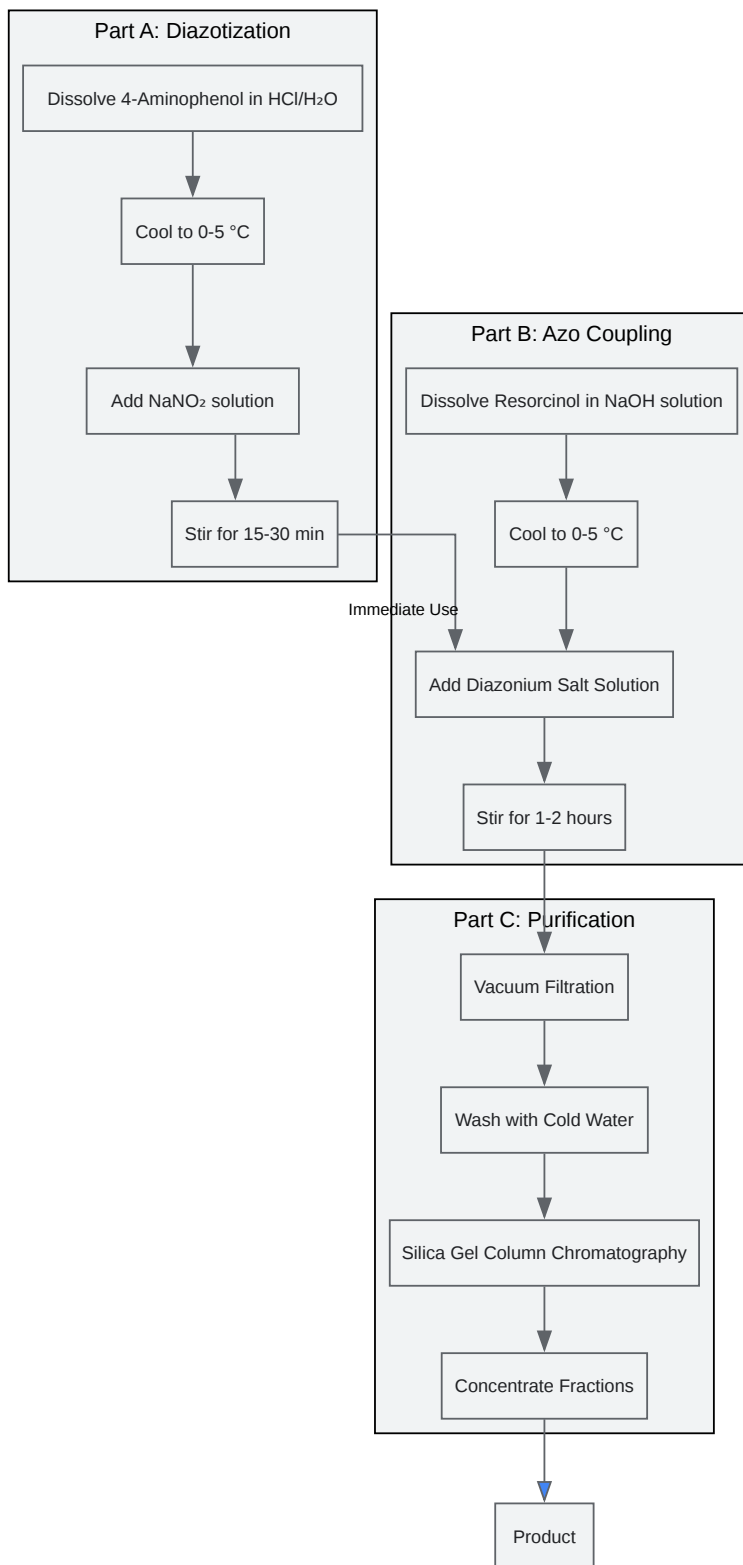 Part A: Diazotization
Dissolve 4-Aminophenol in HCl/H₂O
Cool to 0-5 °C
Add NaNO₂ solution
Stir for 15-30 min
Immediate Use
Part B: Azo Coupling
Dissolve Resorcinol in NaOH solution
Cool to 0-5 °C
Add Diazonium Salt Solution
Stir for 1-2 hours
Part C: Purification
Vacuum Filtration
Wash with Cold Water
Silica Gel Column Chromatography
Concentrate Fractions
Product